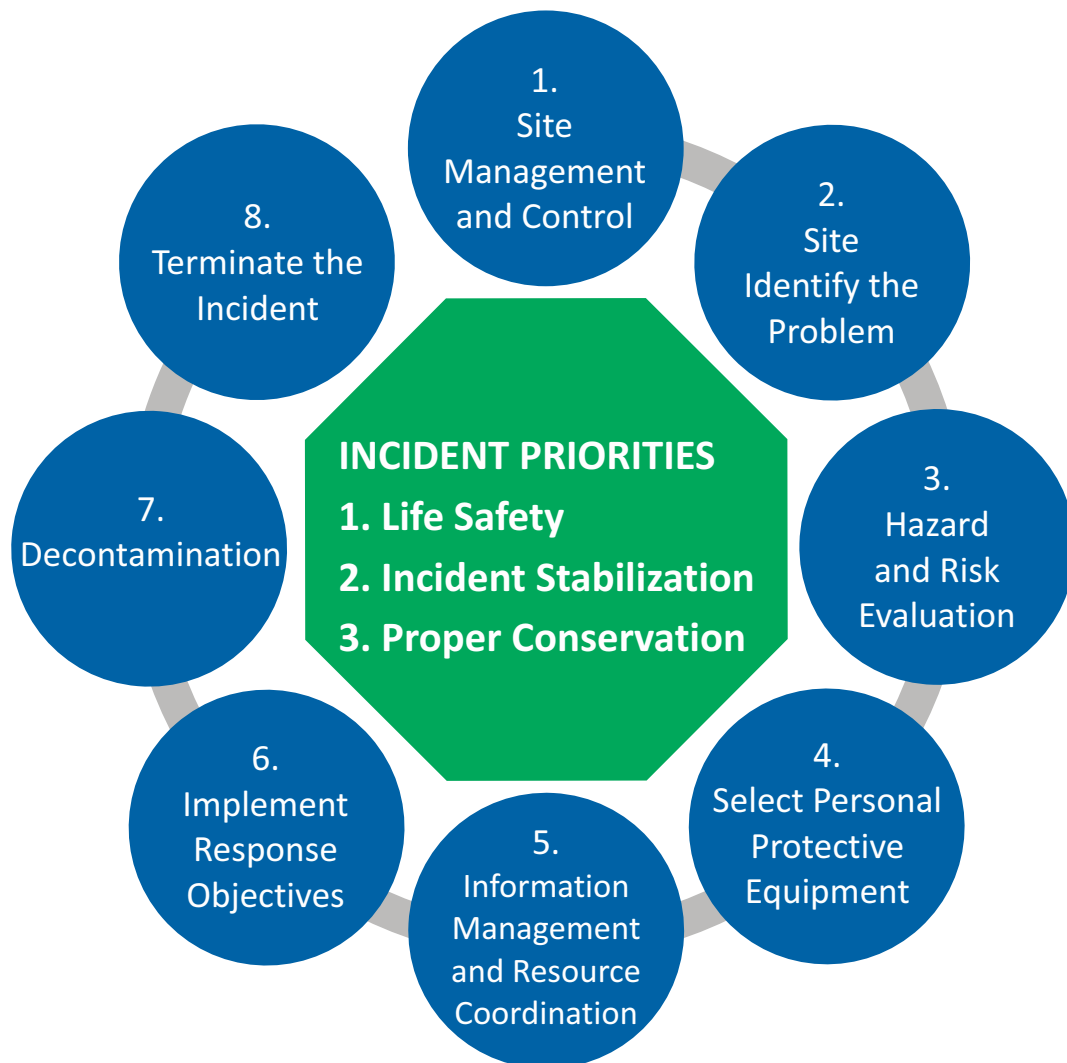 1.
Site
Management
and Control
2.
Site
Identify the
Problem
3.
Hazard
and Risk
Evaluation
4.
Select Personal
Protective
Equipment
5.
Information
Management
and Resource
Coordination
6.
Implement
Response
Objectives
7.
Decontamination
8.
Terminate the
Incident
INCIDENT PRIORITIES
1. Life Safety
2. Incident Stabilization
3. Proper Conservation